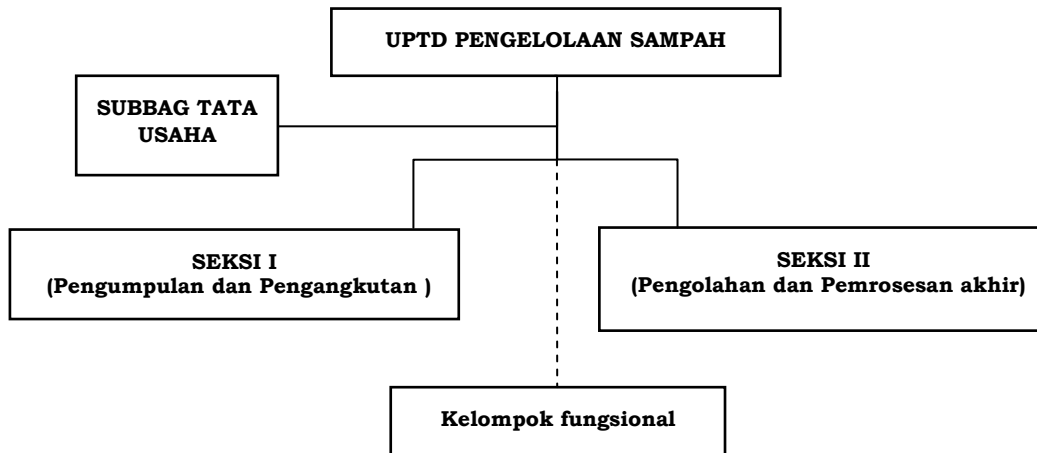 UPTD PENGELOLAAN SAMPAH
SUBBAG TATA
USAHA
SEKSI I
(Pengumpulan dan Pengangkutan )
SEKSI II
(Pengolahan dan Pemrosesan akhir)
Kelompok fungsional